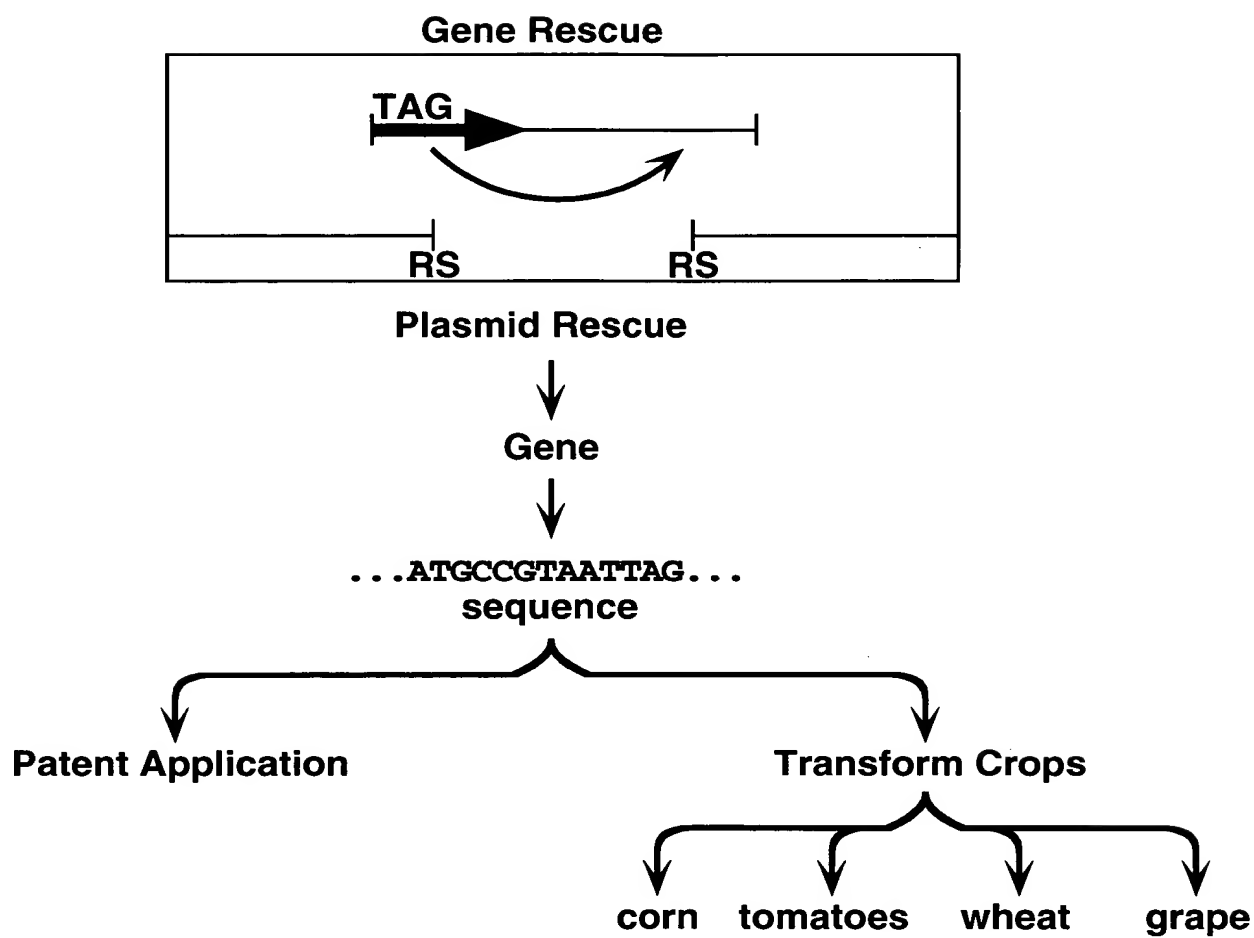 Gene Rescue
TAG
RS RS
Plasmid Rescue
Gene
...ATGCCGTAATTAG...
sequence
Patent Application Transform Crops
corn tomatoes wheat grape